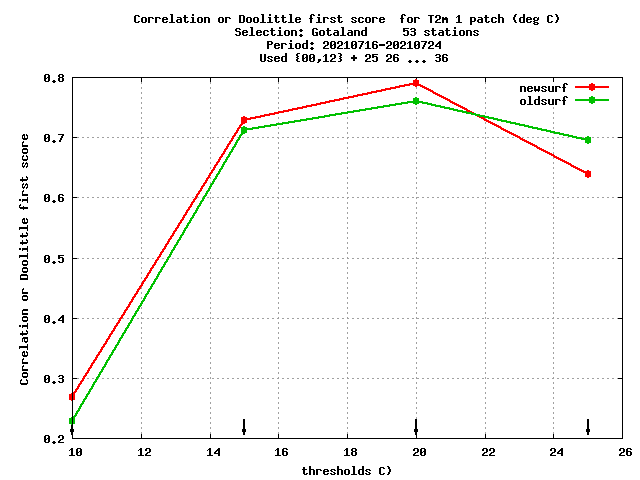 Correlation or Doolittle first score  for T2m 1 patch (deg C)
Selection: Gotaland     53 stations
Period: 20210716-20210724
Used {00,12} + 25 26 ... 36
newsurf
oldsurf
Correlation or Doolittle first score
0.8
0.7
0.6
0.5
0.4
0.3
0.2
10 12 14 16 18 20 22 24 26
thresholds C)